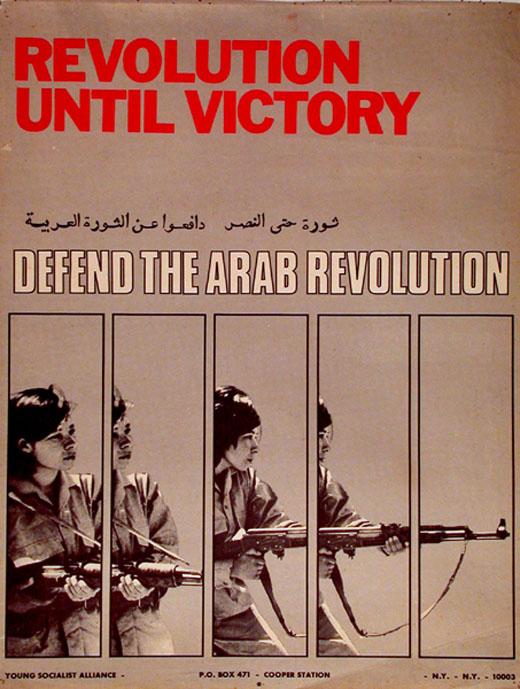 REVOLUTION
UNTIL VICTORY
ثورة حتى النصر دافعوا عن الثورة العربية
DEFEND THE ARAB REVOLUTION
YOUNG SOCIALIST ALLIANCE - P.O. BOX 471 - COOPER STATION - N.Y. - N.Y. - 10003